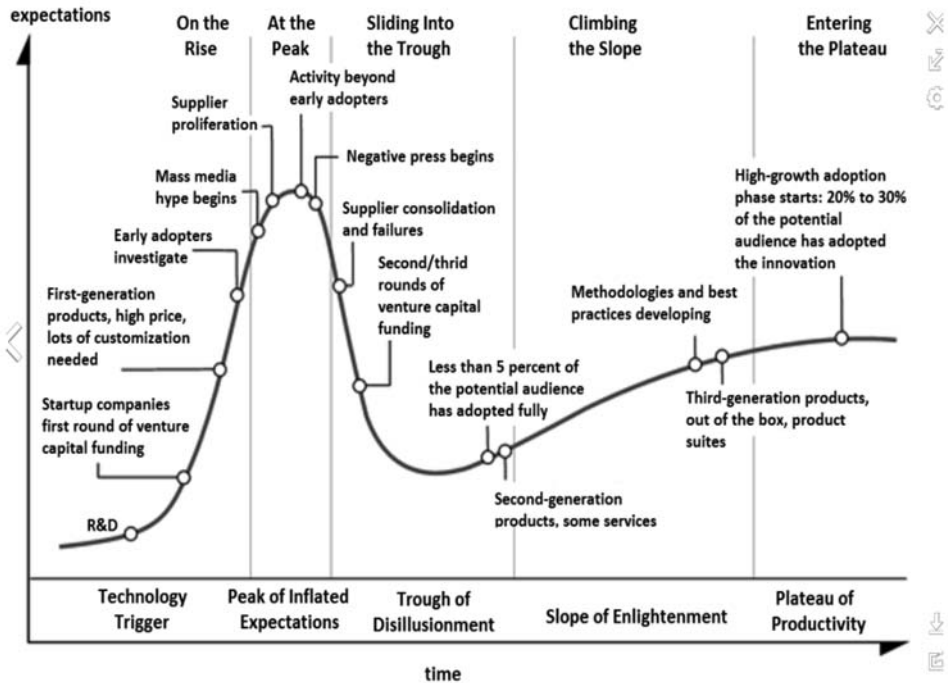 expectations
On the
Rise
At the
Peak
Sliding Into
the Trough
Climbing
the Slope
Entering
the Plateau
Activity beyond
early adopters
Supplier
proliferation
Negative press begins
Mass media
hype begins
High-growth adoption
phase starts: 20% to 30%
of the potential
audience has adopted
the innovation
Supplier consolidation
and failures
Early adopters
investigate
Second/thrid
rounds of
venture capital
funding
Methodologies and best
practices developing
First-generation
products, high price,
lots of customization
needed
Less than 5 percent of
the potential audience
has adopted fully
Third-generation products,
out of the box, product
suites
Startup companies
first round of venture
capital funding
Second-generation
products, some services
R&D
Technology
Trigger
Peak of Inflated
Expectations
Trough of
Disillusionment
Slope of Enlightenment
Plateau of
Productivity
time